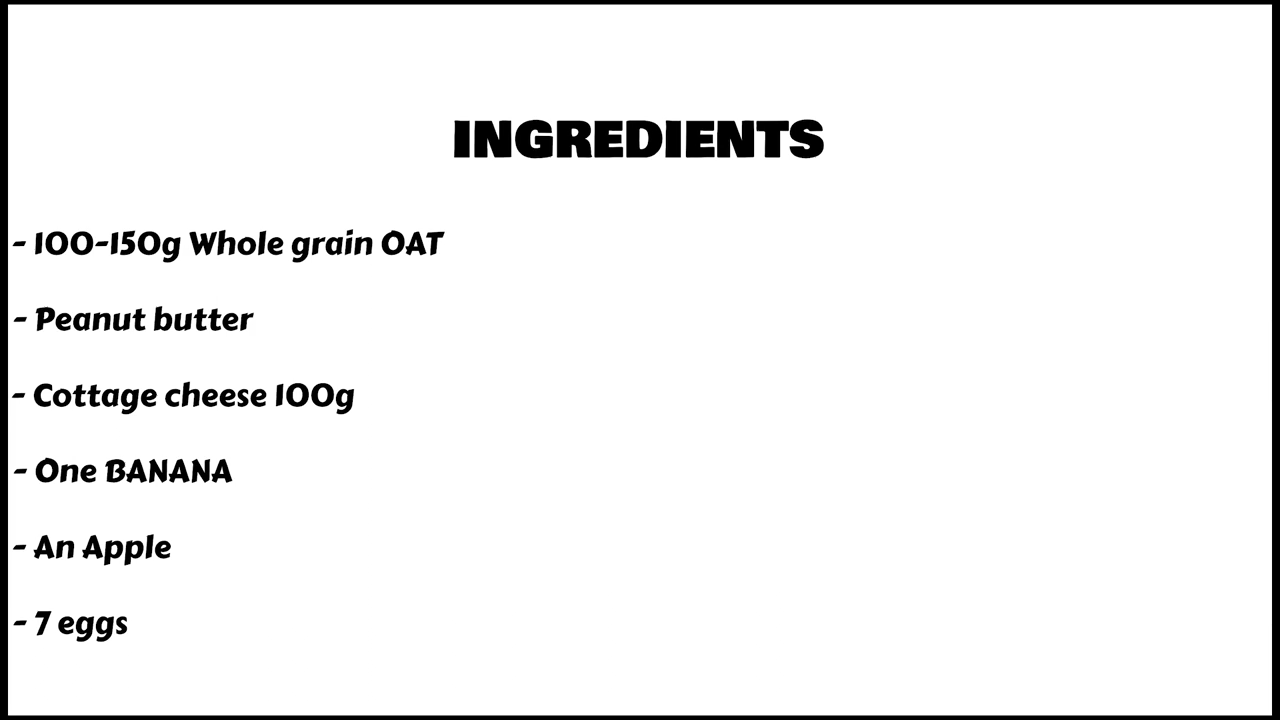 INGREDIENTS
- 100-150g Whole grain OAT
- Peanut butter
- Cottage cheese 100g
- One BANANA
- An Apple
- 7 eggs